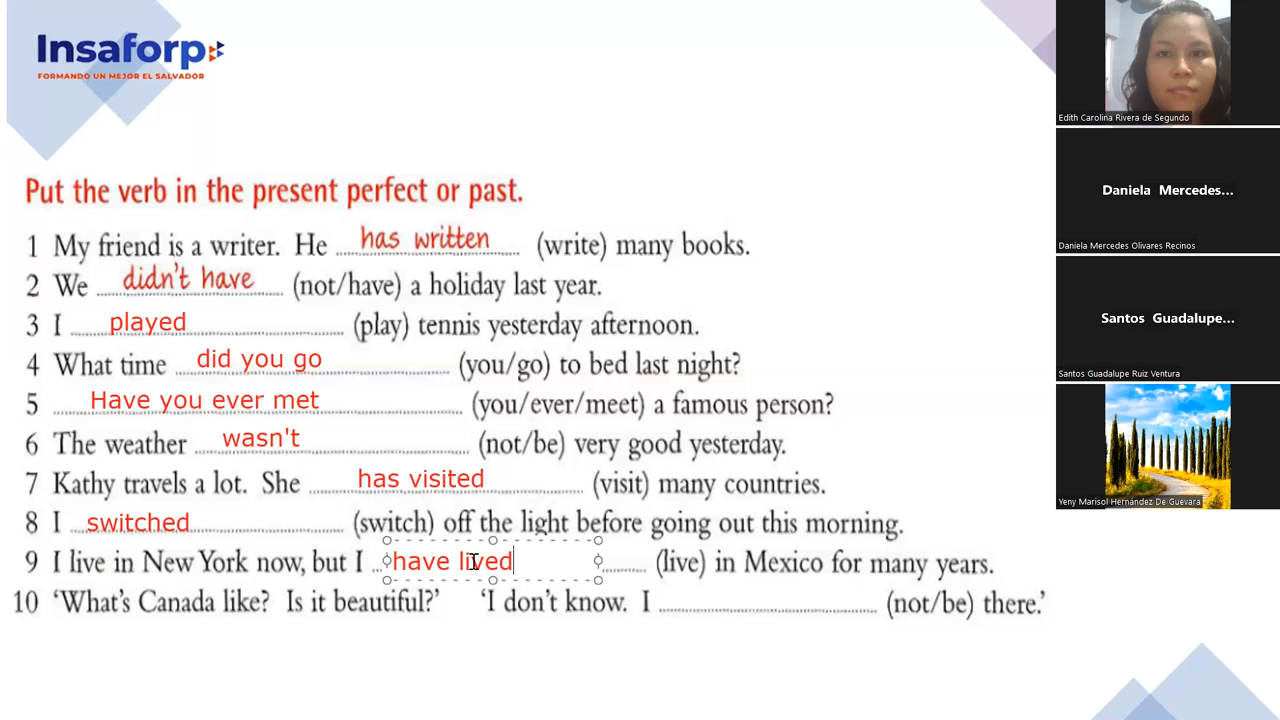 Insaforp
FORMANDO UN MEJOR EL SALVADOR
Put the verb in the present perfect or past.
1 My friend is a writer. He has written (write) many books.
2 We didn't have (not/have) a holiday last year.
3 I played (play) tennis yesterday afternoon.
4 What time did you go (you/go) to bed last night?
5 Have you ever met (you/ever/meet) a famous person?
6 The weather wasn't (not/be) very good yesterday.
7 Kathy travels a lot. She has visited (visit) many countries.
8 I switched (switch) off the light before going out this morning.
9 I live in New York now, but I have lived (live) in Mexico for many years.
10 'What's Canada like? Is it beautiful?' 'I don't know. I (not/be) there.'
Edith Carolina Rivera de Segundo
Daniela Mercedes...
Daniela Mercedes Olivares Recinos
Santos Guadalupe...
Santos Guadalupe Ruiz Ventura
Yeny Marisol Hernández De Guevara